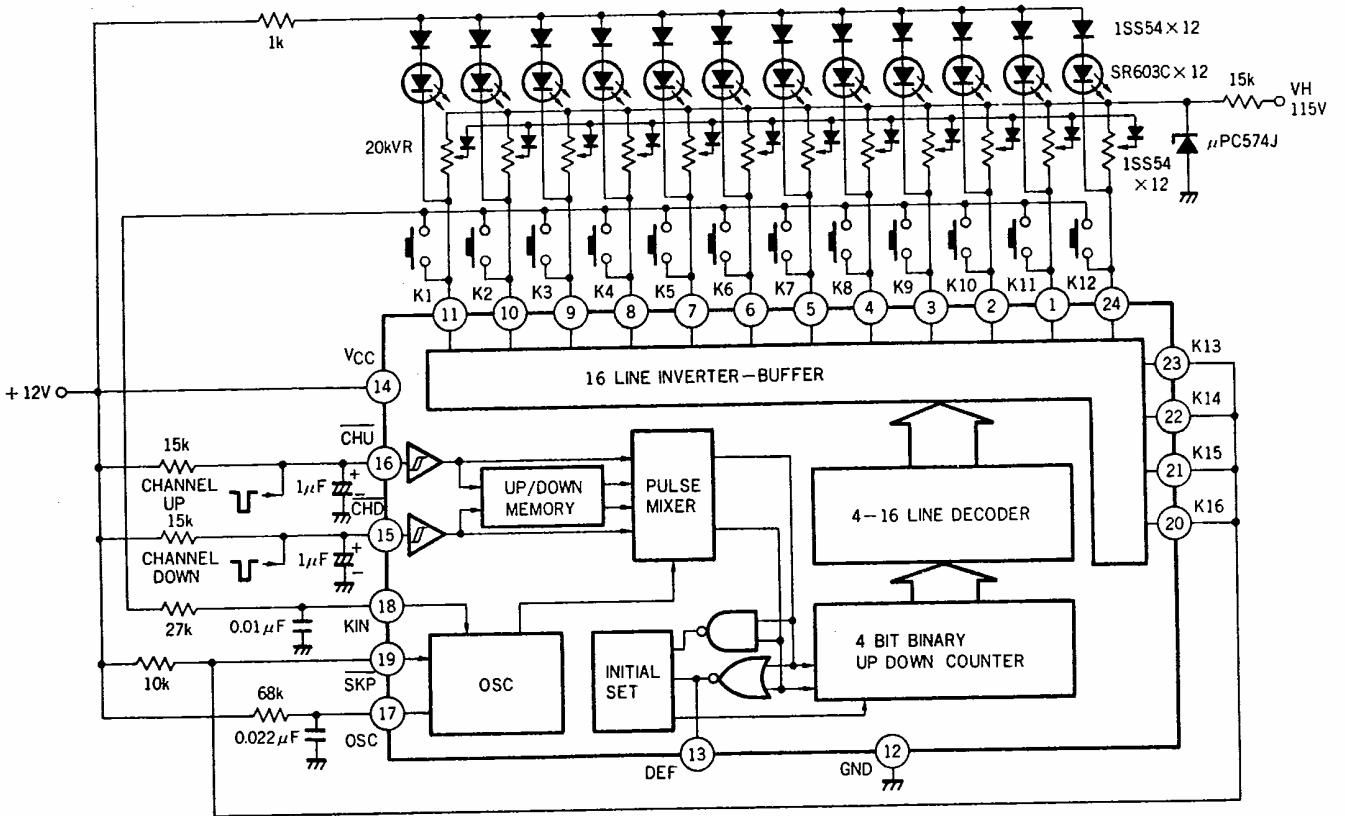 1k
1SS54×12
SR603C×12
15k
VH
115V
20kVR
μPC574J
1SS54
×12
K1
K2
K3
K4
K5
K6
K7
K8
K9
K10
K11
K12
11
10
9
8
7
6
5
4
3
2
1
24
VCC
14
+12V
16 LINE INVERTER-BUFFER
23
K13
22
K14
21
K15
20
K16
15k
CHU
16
CHANNEL
UP
1μF
+
−
CHD
15k
15
CHANNEL
DOWN
1μF
+
−
UP/DOWN
MEMORY
PULSE
MIXER
4-16 LINE DECODER
27k
0.01μF
18
KIN
10k
19
SKP
68k
17
0.022μF
OSC
OSC
INITIAL
SET
4 BIT BINARY
UP DOWN COUNTER
13
DEF
12
GND